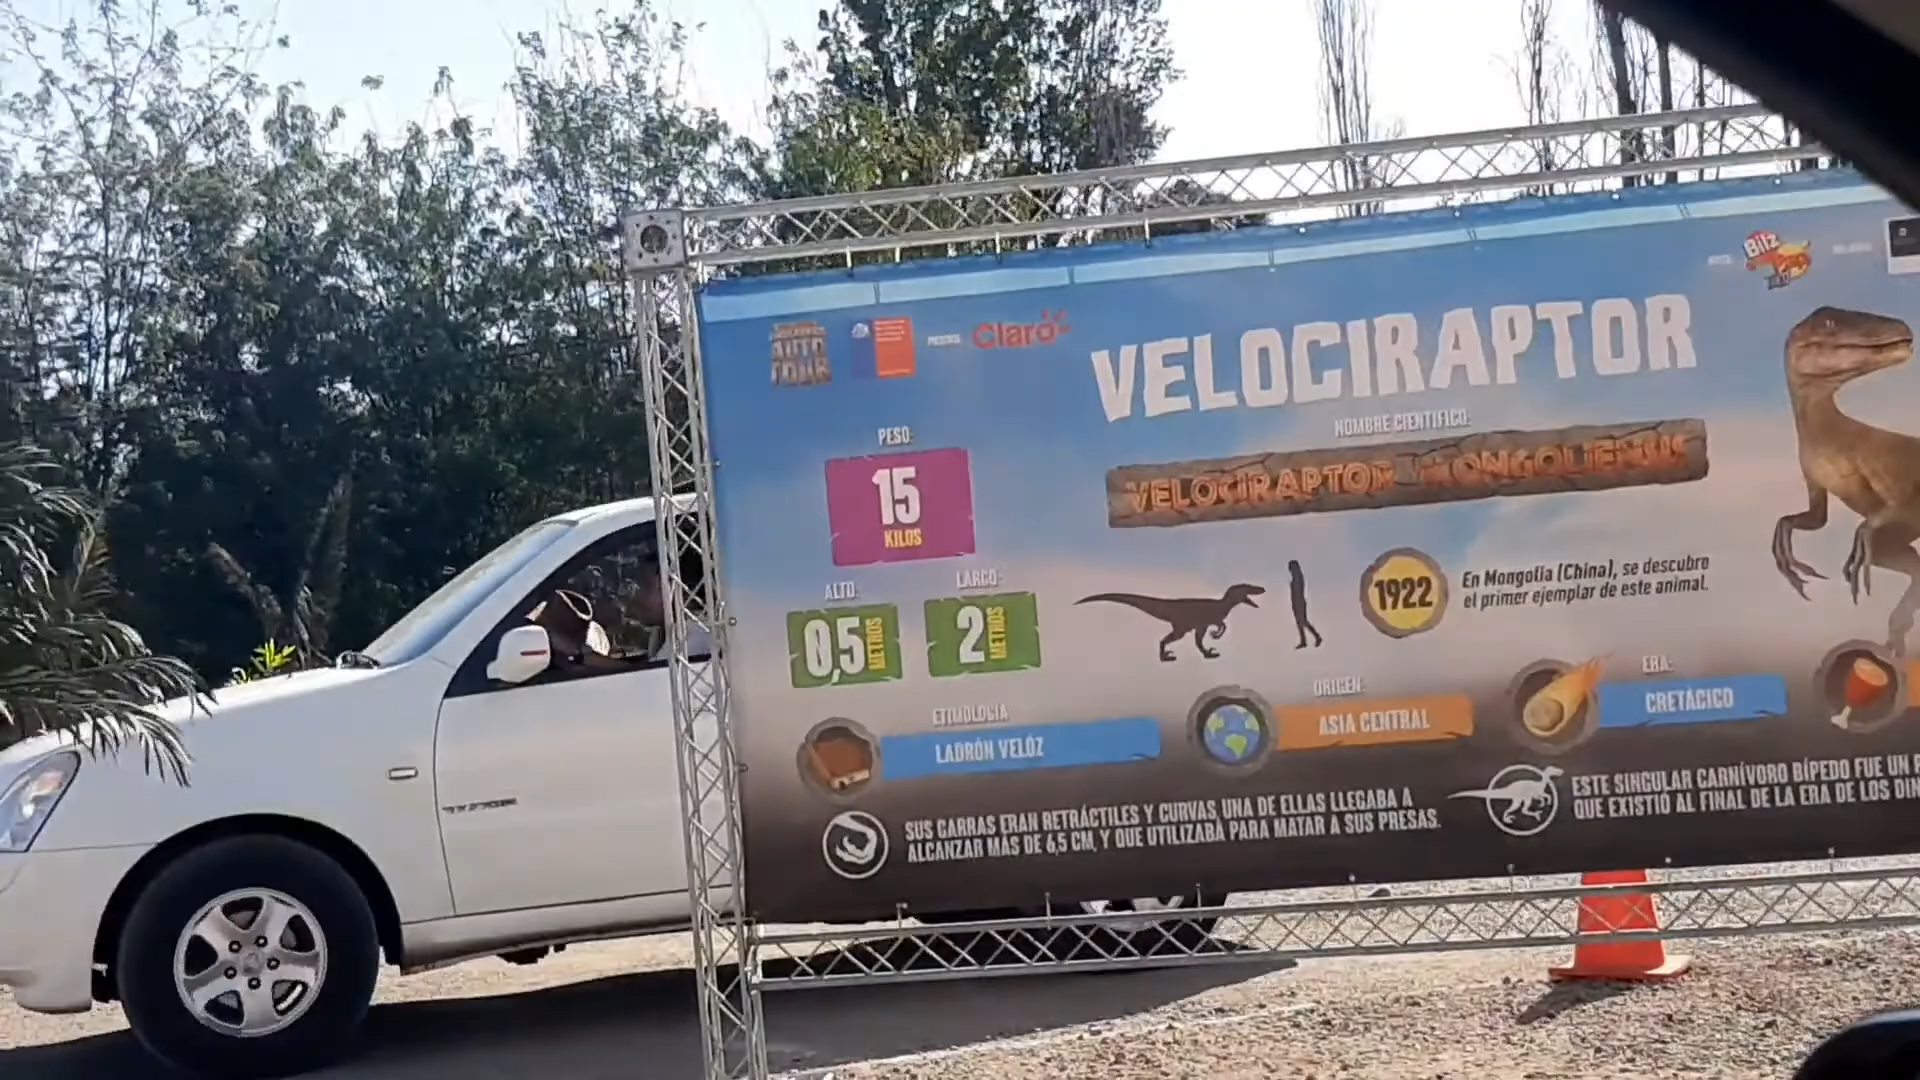 AUTO
TOUR
PRESENTA
Claro
VELOCIRAPTOR
Bilz
NOMBRE CIENTIFICO:
VELOCIRAPTOR MONGOLIENSIS
PESO:
15
KILOS
ALTO:
0,5 METROS
LARGO:
2 METROS
1922
En Mongolia (China), se descubre
el primer ejemplar de este animal.
ETIMOLOGÍA
LADRÓN VELÓZ
ORIGEN:
ASIA CENTRAL
ERA:
CRETÁCICO
SUS GARRAS ERAN RETRÁCTILES Y CURVAS, UNA DE ELLAS LLEGABA A
ALCANZAR MÁS DE 6,5 CM, Y QUE UTILIZABA PARA MATAR A SUS PRESAS.
ESTE SINGULAR CARNÍVORO BÍPEDO FUE UN
QUE EXISTIÓ AL FINAL DE LA ERA DE LOS DIN